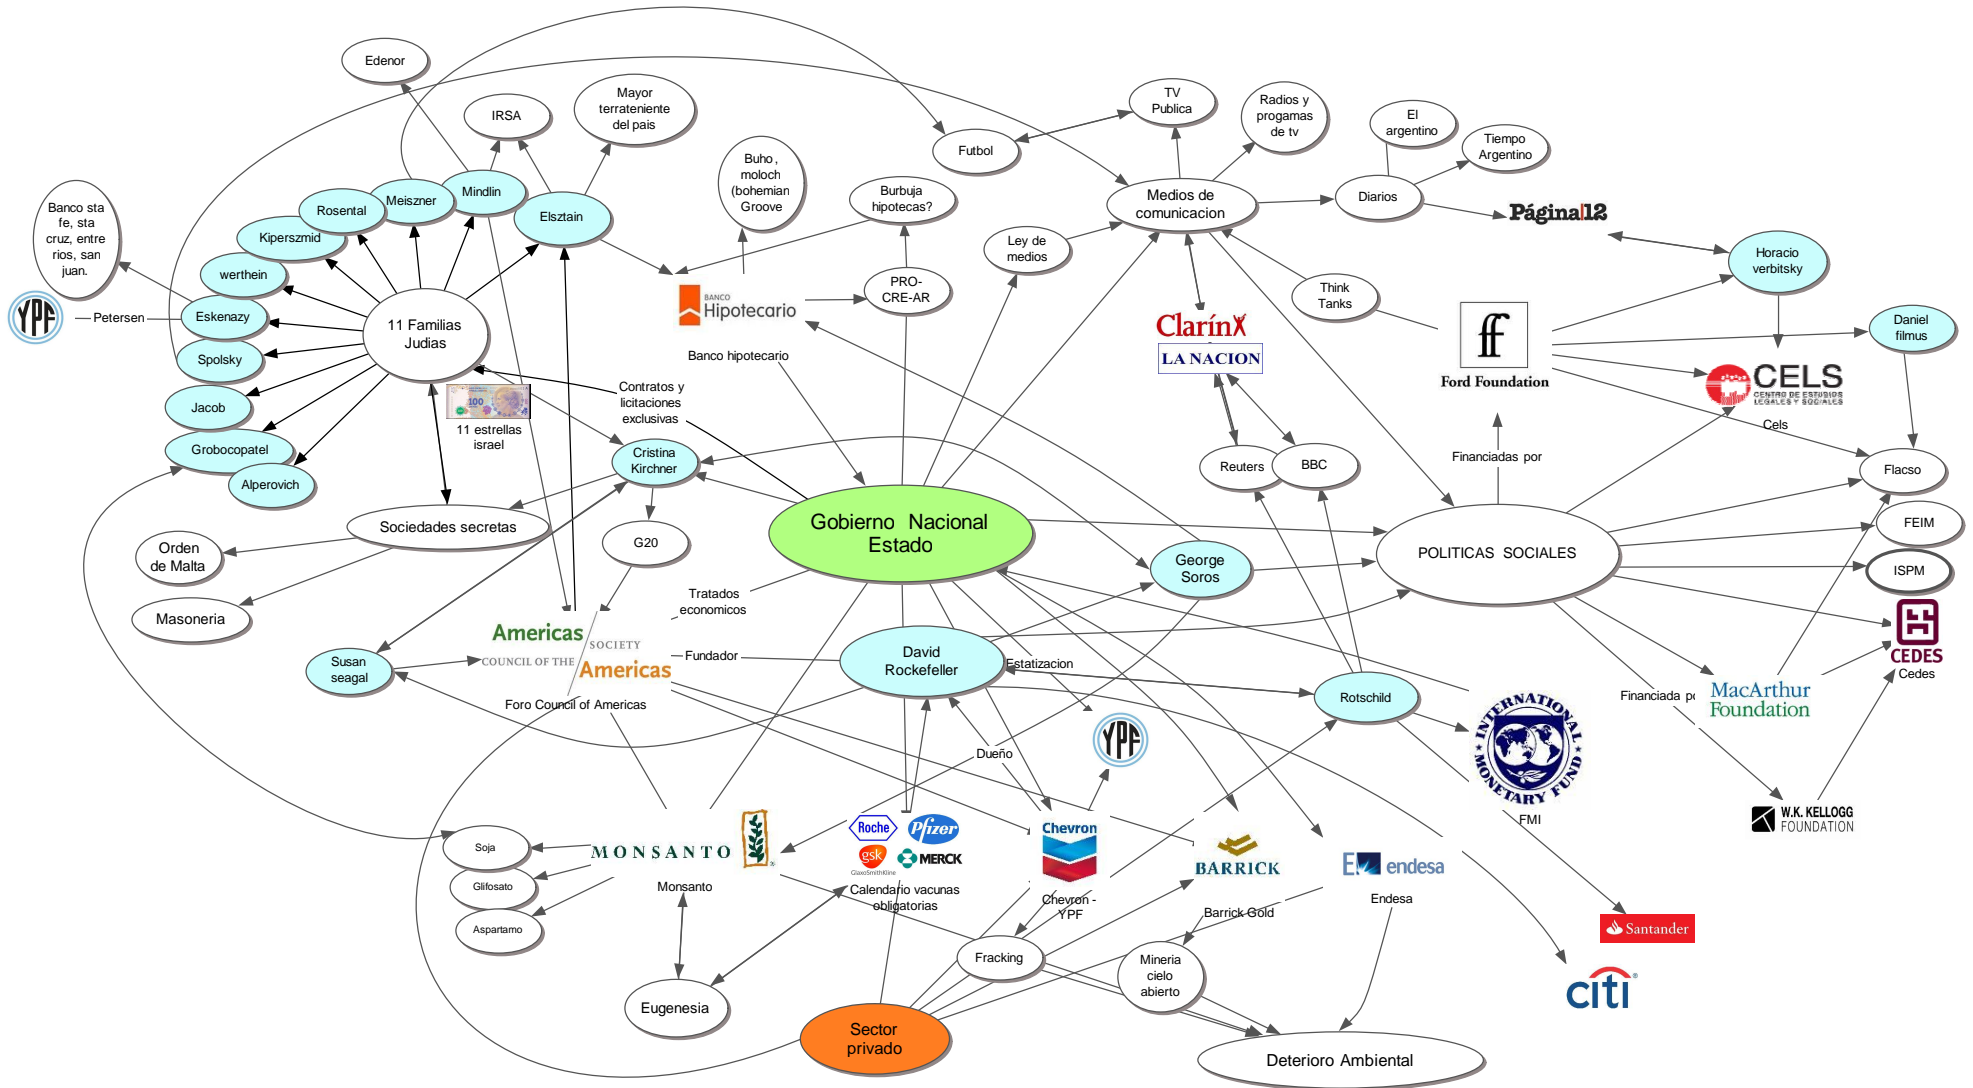 Edenor
IRSA
Mayor
terrateniente
del pais
TV
Publica
Radios y
progamas
de tv
El
argentino
Tiempo
Argentino
Futbol
Buho,
moloch
(bohemian
Groove
Burbuja
hipotecas?
Medios de
comunicacion
Diarios
Página|12
Banco sta
fe, sta
cruz, entre
rios, san
juan.
Rosental
Meiszner
Mindlin
Elsztain
Kiperszmid
werthein
Eskenazy
Spolsky
Jacob
Grobocopatel
Alperovich
11 Familias
Judias
YPF
Petersen
Ley de
medios
PRO-
CRE-AR
BANCO
Hipotecario
Banco hipotecario
Think
Tanks
Horacio
verbitsky
Daniel
filmus
ff
Ford Foundation
Clarín
LA NACION
CELS
CENTRO DE ESTUDIOS
LEGALES Y SOCIALES
Cels
100
11 estrellas
israel
Contratos y
licitaciones
exclusivas
Cristina
Kirchner
Reuters
BBC
Financiadas por
Flacso
FEIM
ISPM
Sociedades secretas
Orden
de Malta
Masoneria
G20
Gobierno Nacional
Estado
George
Soros
POLITICAS SOCIALES
Tratados
economicos
Americas
SOCIETY
COUNCIL OF THE
Americas
Foro Council of Americas
Fundador
David
Rockefeller
Estatizacion
Susan
seagal
Rotschild
CEDES
Cedes
Financiada po
MacArthur
Foundation
YPF
Dueño
INTERNATIONAL
MONETARY FUND
FMI
W.K. KELLOGG
FOUNDATION
Soja
Glifosato
Aspartamo
MONSANTO
Monsanto
Roche
Pfizer
gsk
GlaxoSmithKline
MERCK
Calendario vacunas
obligatorias
Chevron
Chevron -
YPF
BARRICK
Barrick Gold
endesa
Endesa
Santander
citi
Fracking
Mineria
cielo
abierto
Eugenesia
Sector
privado
Deterioro Ambiental